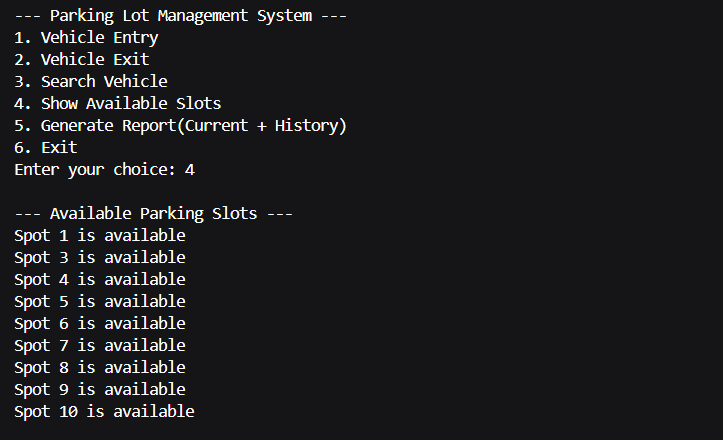 --- Parking Lot Management System ---
1. Vehicle Entry
2. Vehicle Exit
3. Search Vehicle
4. Show Available Slots
5. Generate Report(Current + History)
6. Exit
Enter your choice: 4
--- Available Parking Slots ---
Spot 1 is available
Spot 3 is available
Spot 4 is available
Spot 5 is available
Spot 6 is available
Spot 7 is available
Spot 8 is available
Spot 9 is available
Spot 10 is available